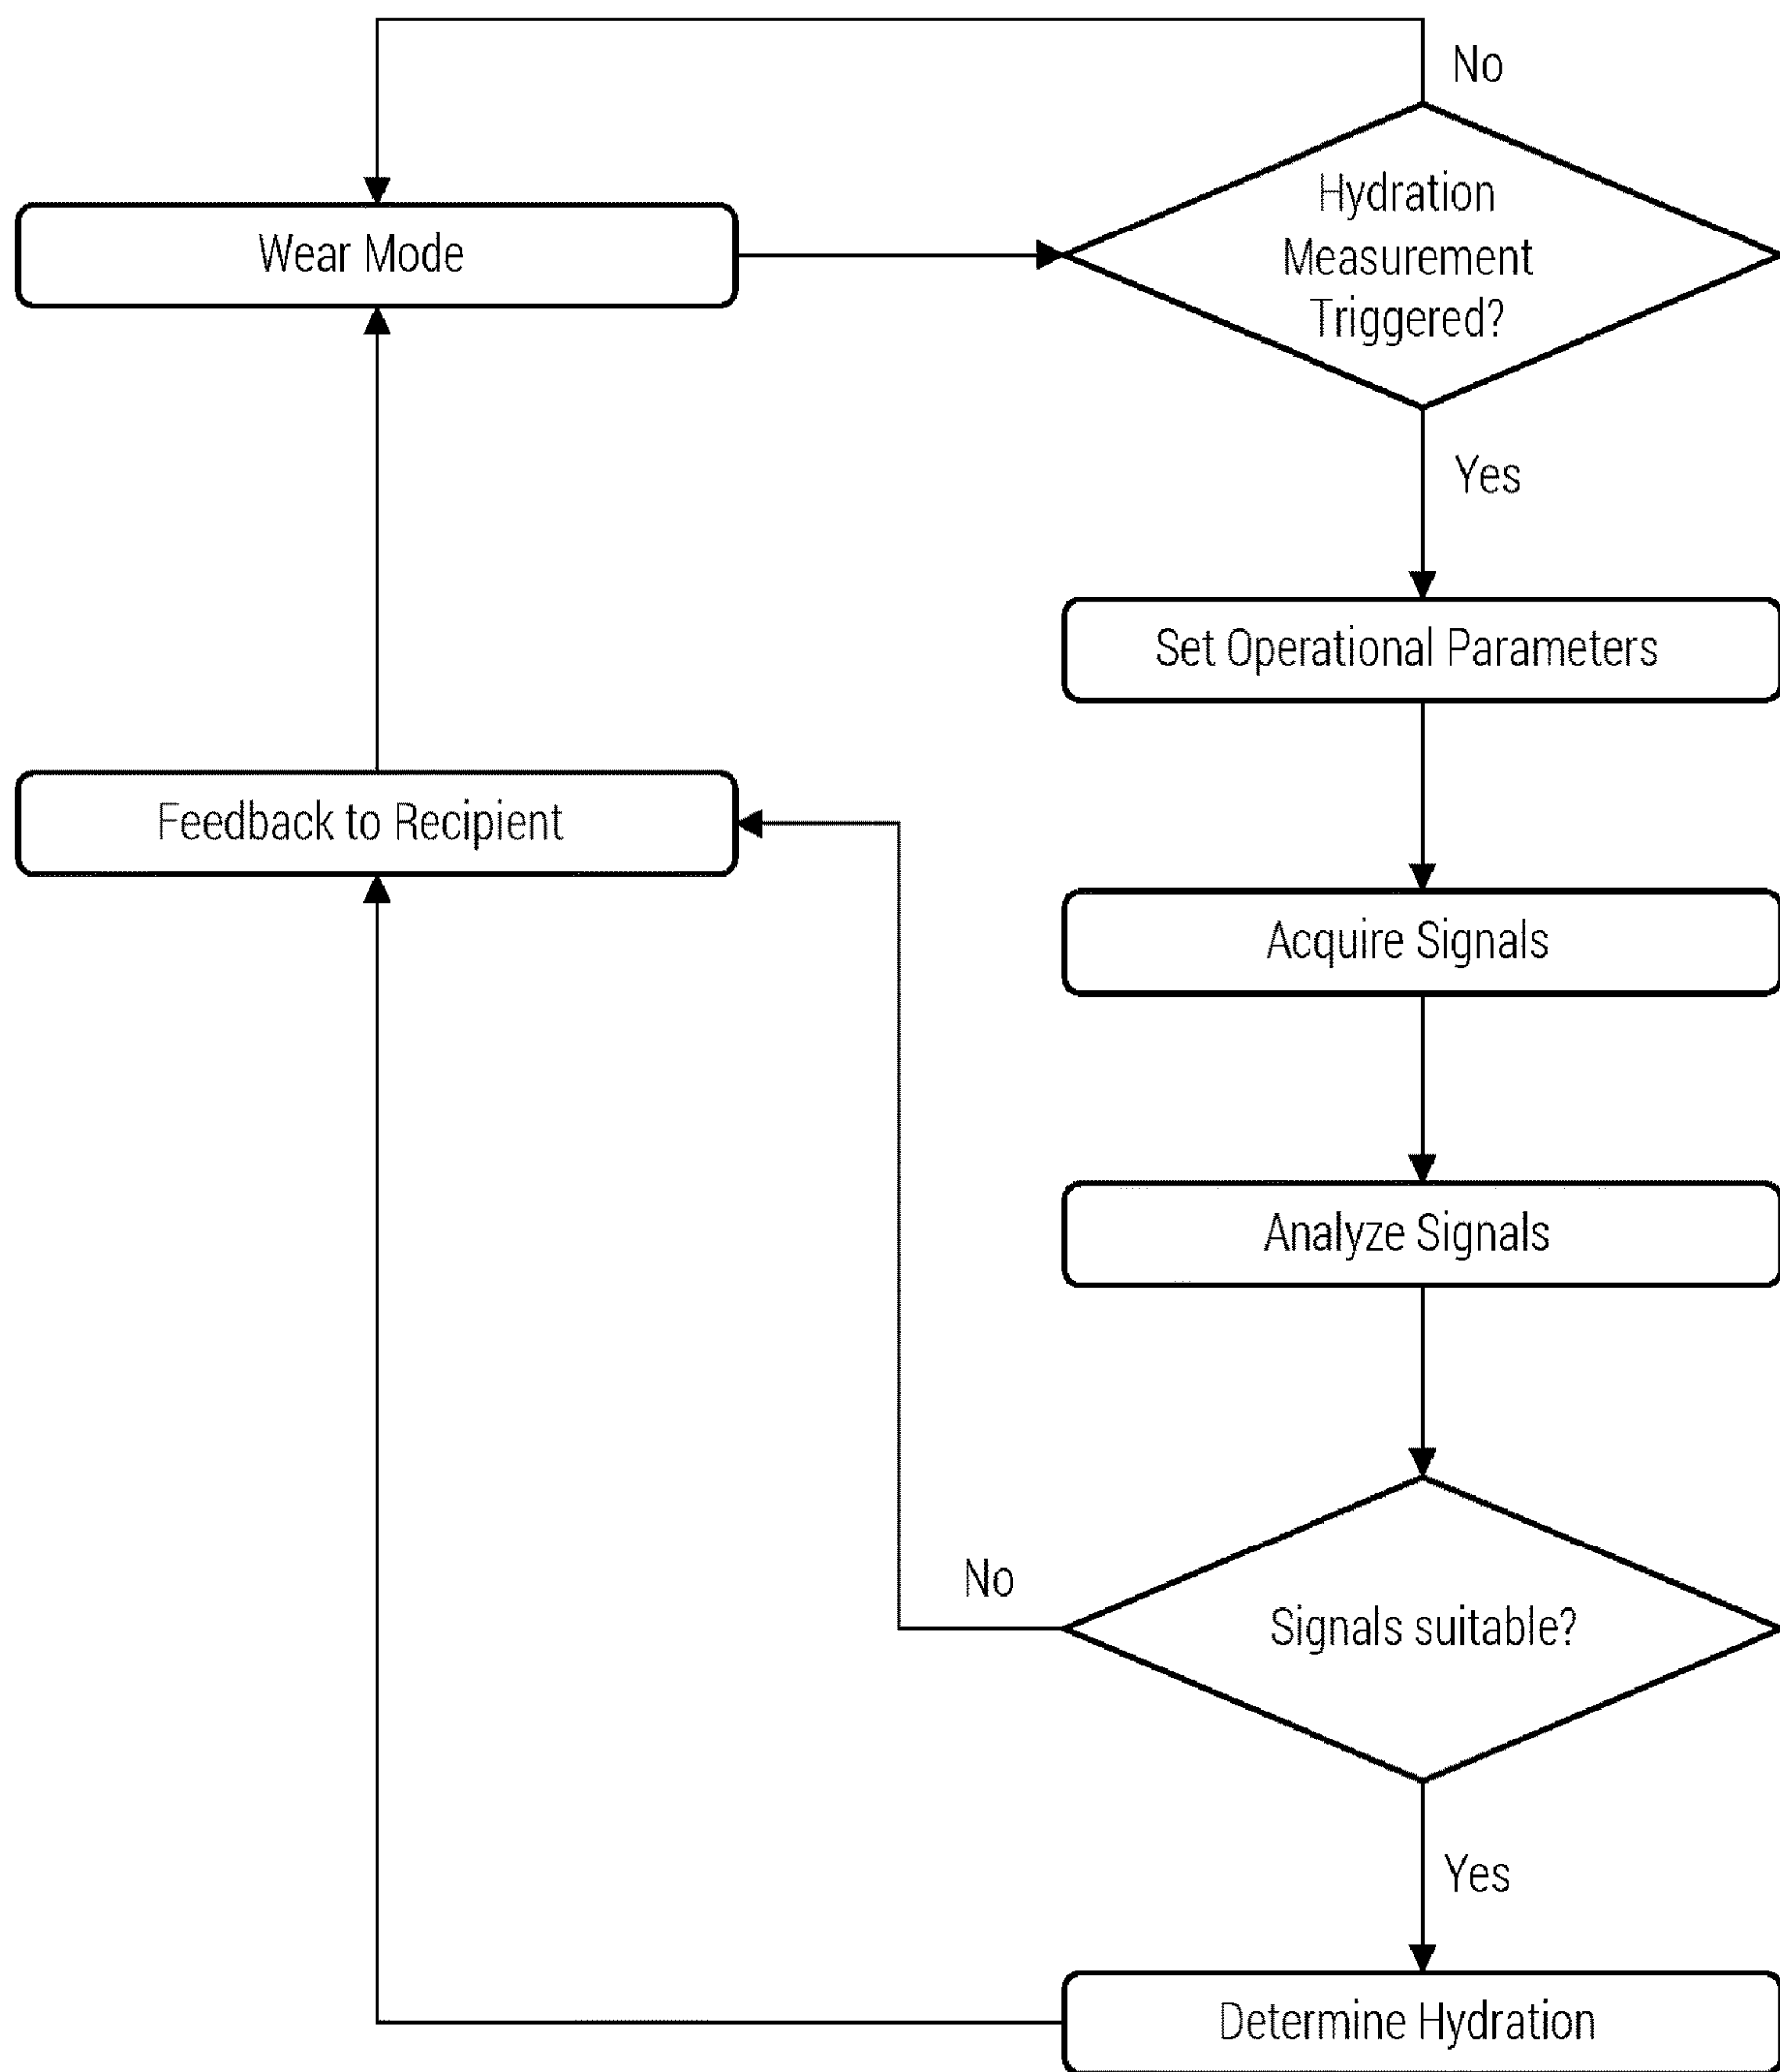 No
Wear Mode
Hydration
Measurement
Triggered?
Yes
Set Operational Parameters
Feedback to Recipient
Acquire Signals
Analyze Signals
No
Signals suitable?
Yes
Determine Hydration